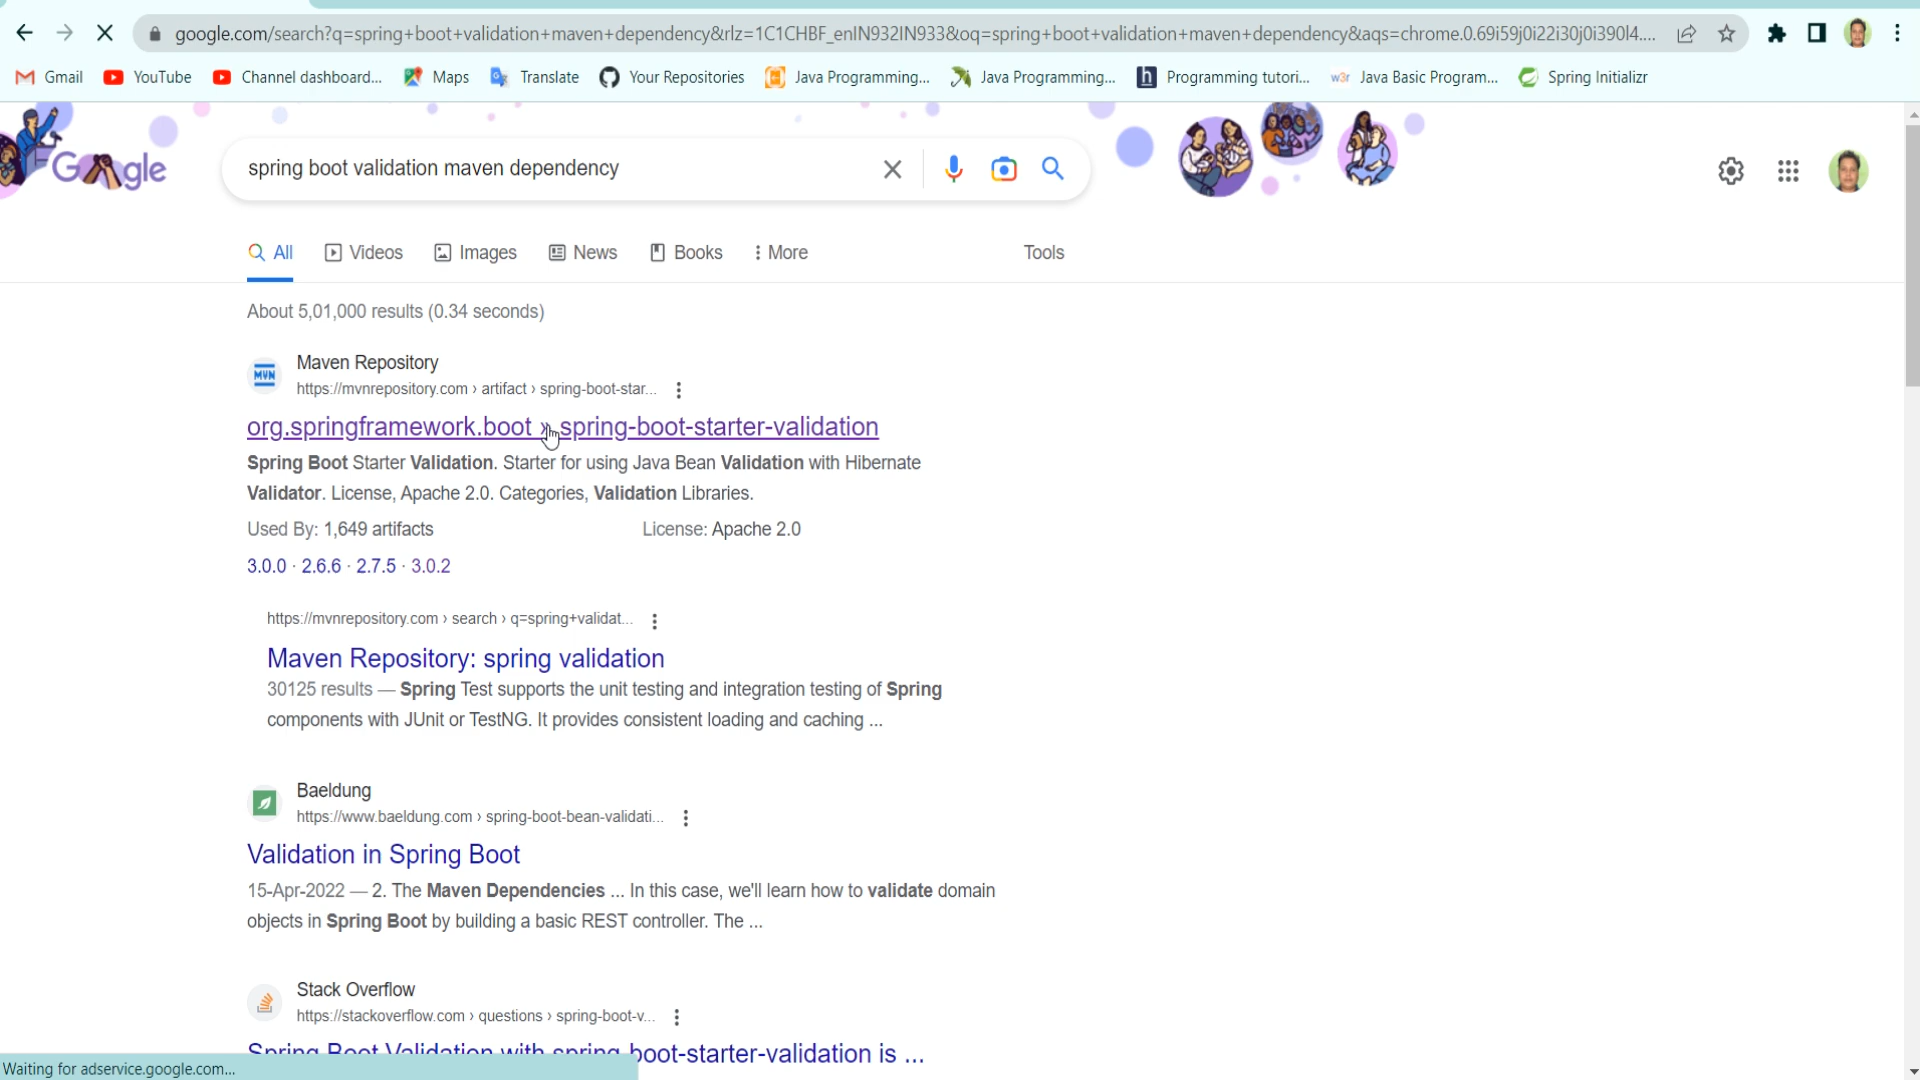 google.com/search?q=spring+boot+validation+maven+dependency&rlz=1C1CHBF_enIN932IN933&oq=spring+boot+validation+maven+dependency&aqs=chrome.0.69i59j0i22i30j0i390l4....
Gmail YouTube Channel dashboard... Maps Translate Your Repositories Java Programming... Java Programming... Programming tutori... w3r Java Basic Program... Spring Initializr
Google
spring boot validation maven dependency
All Videos Images News Books More Tools
About 5,01,000 results (0.34 seconds)
MVN
Maven Repository
https://mvnrepository.com › artifact › spring-boot-star...
org.springframework.boot » spring-boot-starter-validation
Spring Boot Starter Validation. Starter for using Java Bean Validation with Hibernate
Validator. License, Apache 2.0. Categories, Validation Libraries.
Used By: 1,649 artifacts License: Apache 2.0
3.0.0 · 2.6.6 · 2.7.5 · 3.0.2
https://mvnrepository.com › search › q=spring+validat...
Maven Repository: spring validation
30125 results — Spring Test supports the unit testing and integration testing of Spring
components with JUnit or TestNG. It provides consistent loading and caching ...
Baeldung
https://www.baeldung.com › spring-boot-bean-validati...
Validation in Spring Boot
15-Apr-2022 — 2. The Maven Dependencies ... In this case, we'll learn how to validate domain
objects in Spring Boot by building a basic REST controller. The ...
Stack Overflow
https://stackoverflow.com › questions › spring-boot-v...
Spring Boot Validation with spring-boot-starter-validation is ...
Waiting for adservice.google.com...